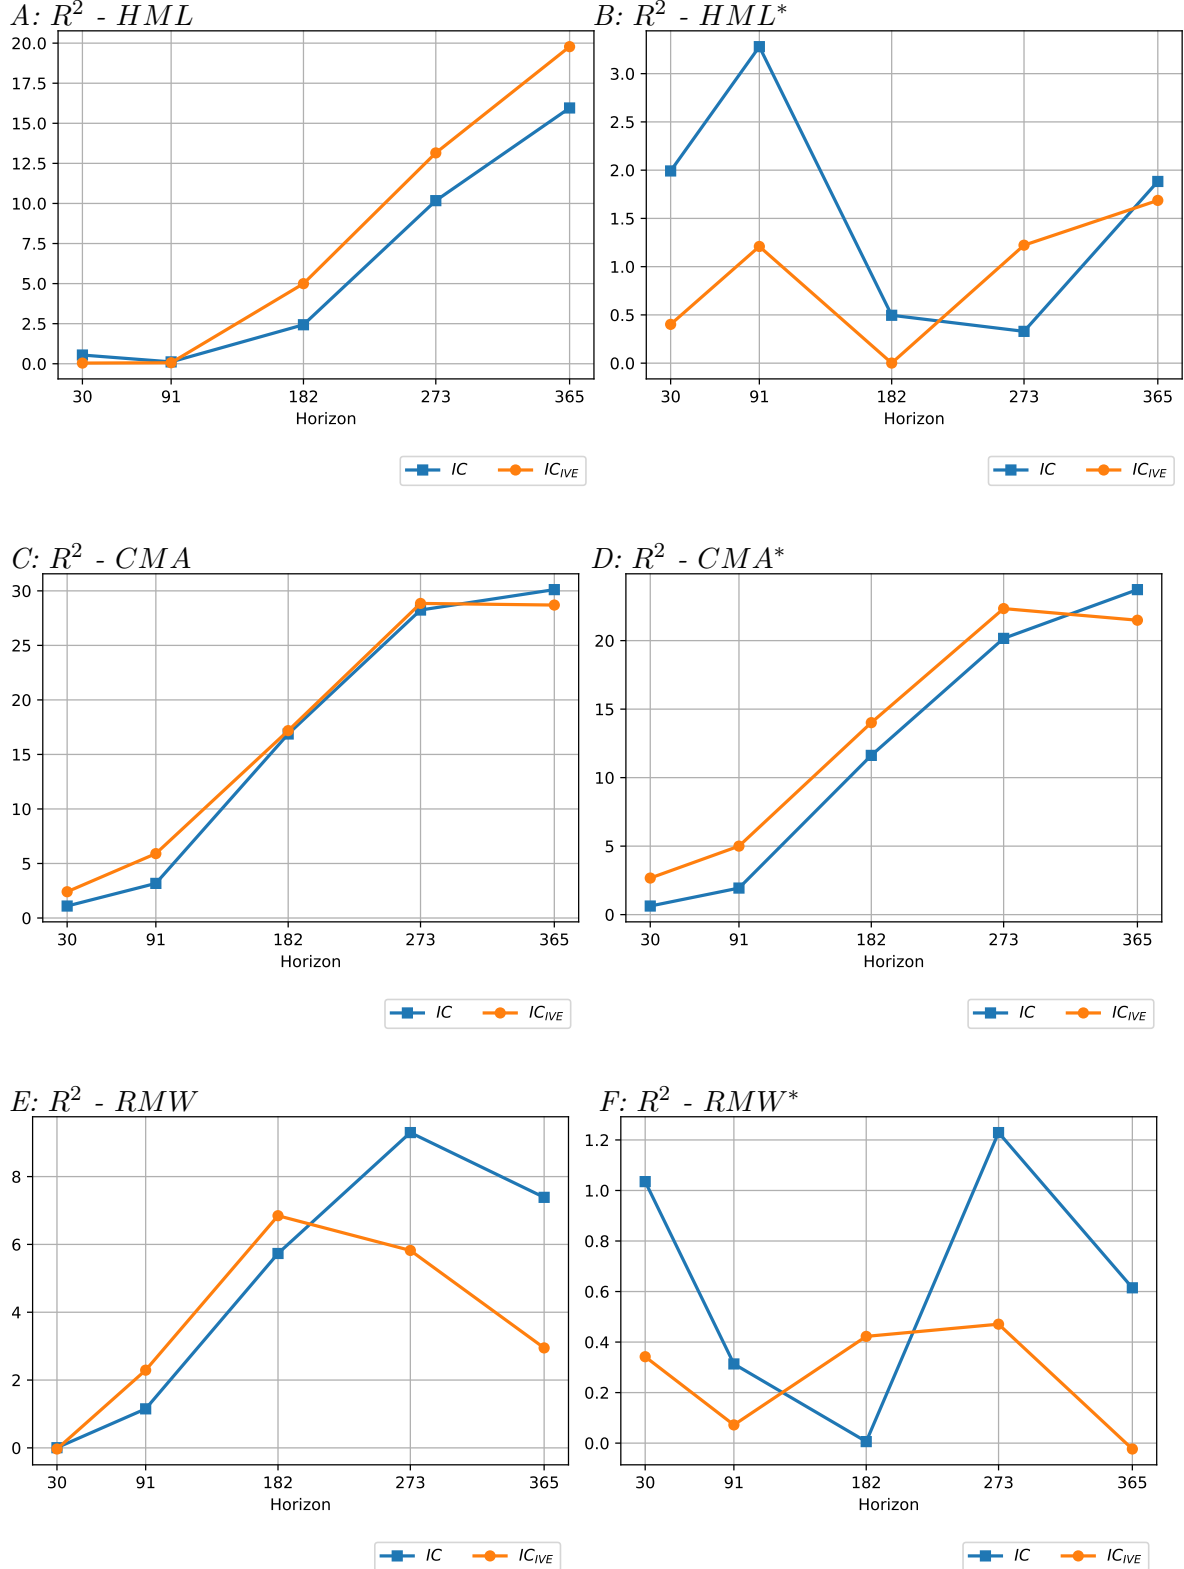 A: R² - HML
20.0
17.5
15.0
12.5
10.0
7.5
5.0
2.5
0.0
30 91 182 273 365
Horizon
IC IC_IVE
B: R² - HML*
3.0
2.5
2.0
1.5
1.0
0.5
0.0
30 91 182 273 365
Horizon
IC IC_IVE
C: R² - CMA
30
25
20
15
10
5
0
30 91 182 273 365
Horizon
IC IC_IVE
D: R² - CMA*
20
15
10
5
0
30 91 182 273 365
Horizon
IC IC_IVE
E: R² - RMW
8
6
4
2
0
30 91 182 273 365
Horizon
IC IC_IVE
F: R² - RMW*
1.2
1.0
0.8
0.6
0.4
0.2
0.0
30 91 182 273 365
Horizon
IC IC_IVE